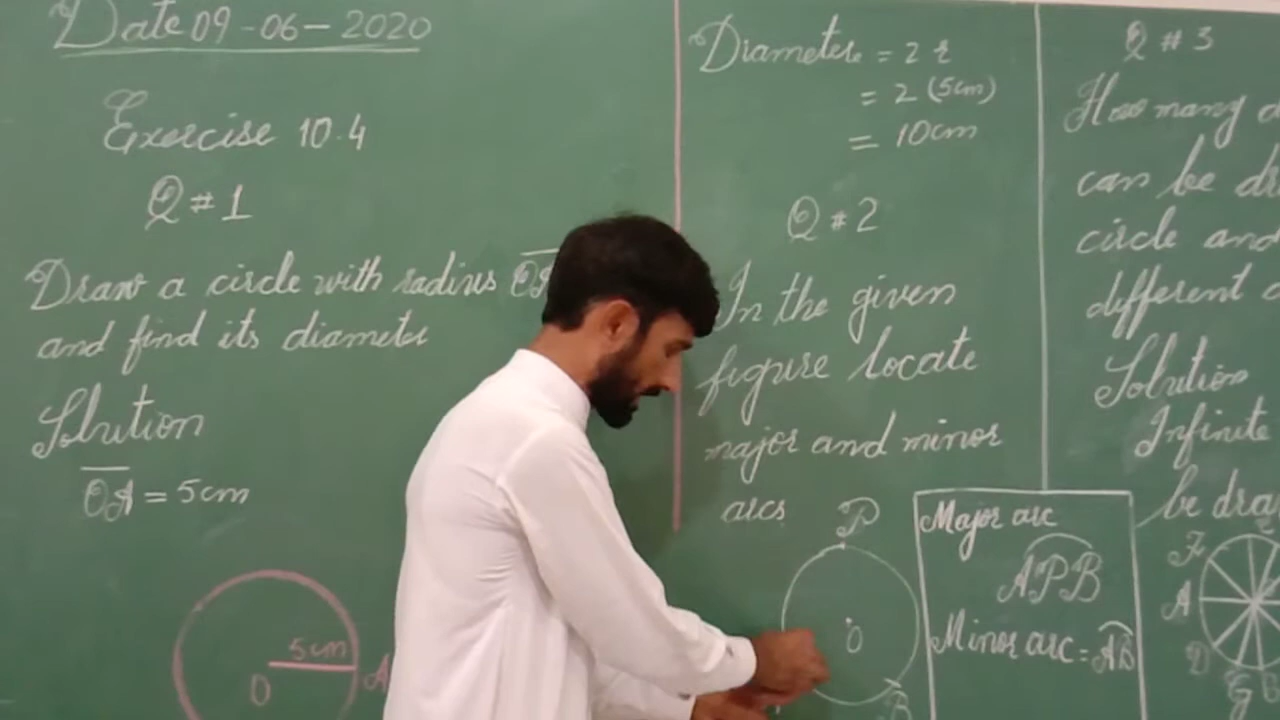 Date 09-06-2020
Exercise 10.4
Q # 1
Draw a circle with radius
and find its diameter
Solution
OA = 5cm
5cm
O
A
Diameter = 2 r
= 2 (5cm)
= 10cm
Q # 2
In the given
figure locate
major and minor
arcs
P
O
B
Major arc
APB
Minor arc = AB
Q # 3
How many
can be
circle and
different
Solution
Infinite
be
F
A
D
G